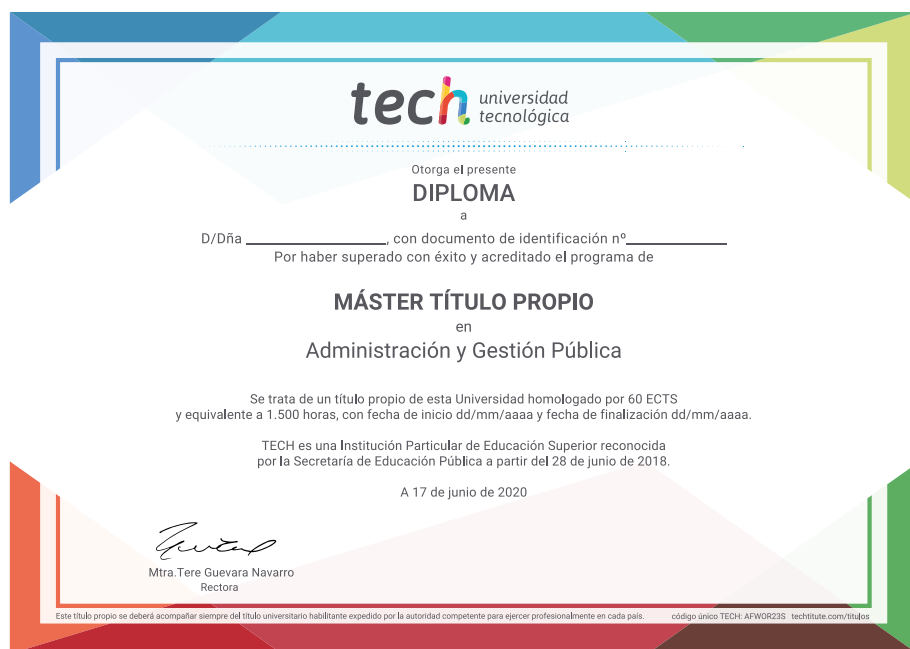 tech universidad
tecnológica
Otorga el presente
DIPLOMA
a
D/Dña ________________, con documento de identificación nº____________
Por haber superado con éxito y acreditado el programa de
MÁSTER TÍTULO PROPIO
en
Administración y Gestión Pública
Se trata de un título propio de esta Universidad homologado por 60 ECTS
y equivalente a 1.500 horas, con fecha de inicio dd/mm/aaaa y fecha de finalización dd/mm/aaaa.
TECH es una Institución Particular de Educación Superior reconocida
por la Secretaría de Educación Pública a partir del 28 de junio de 2018.
A 17 de junio de 2020
Mtra.Tere Guevara Navarro
Rectora
Este título propio se deberá acompañar siempre del título universitario habilitante expedido por la autoridad competente para ejercer profesionalmente en cada país. código único TECH: AFWOR23S techtitute.com/titulos